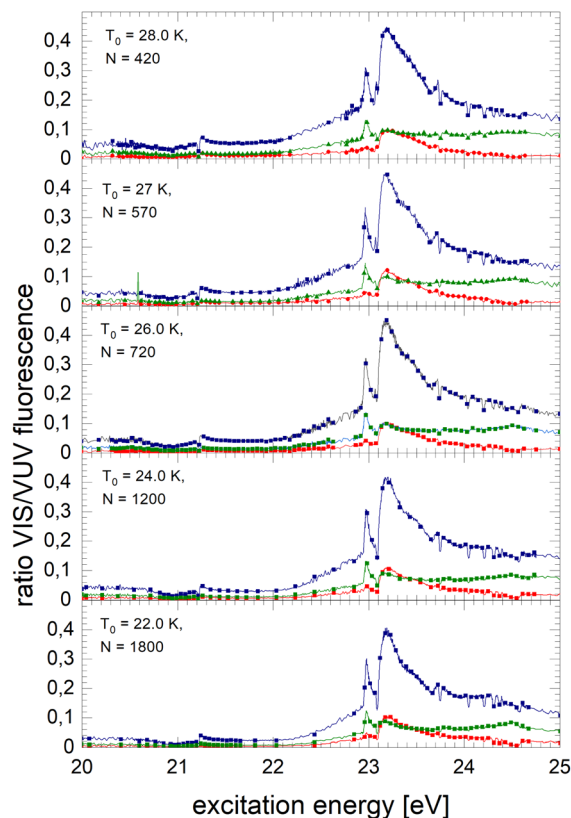 0,4
0,3
0,2
0,1
0
T0 = 28.0 K,
N = 420
0,4
0,3
0,2
0,1
0
T0 = 27 K,
N = 570
0,4
0,3
0,2
0,1
0
T0 = 26.0 K,
N = 720
0,4
0,3
0,2
0,1
0
T0 = 24.0 K,
N = 1200
0,4
0,3
0,2
0,1
0
T0 = 22.0 K,
N = 1800
ratio VIS/VUV fluorescence
20 21 22 23 24 25
excitation energy [eV]